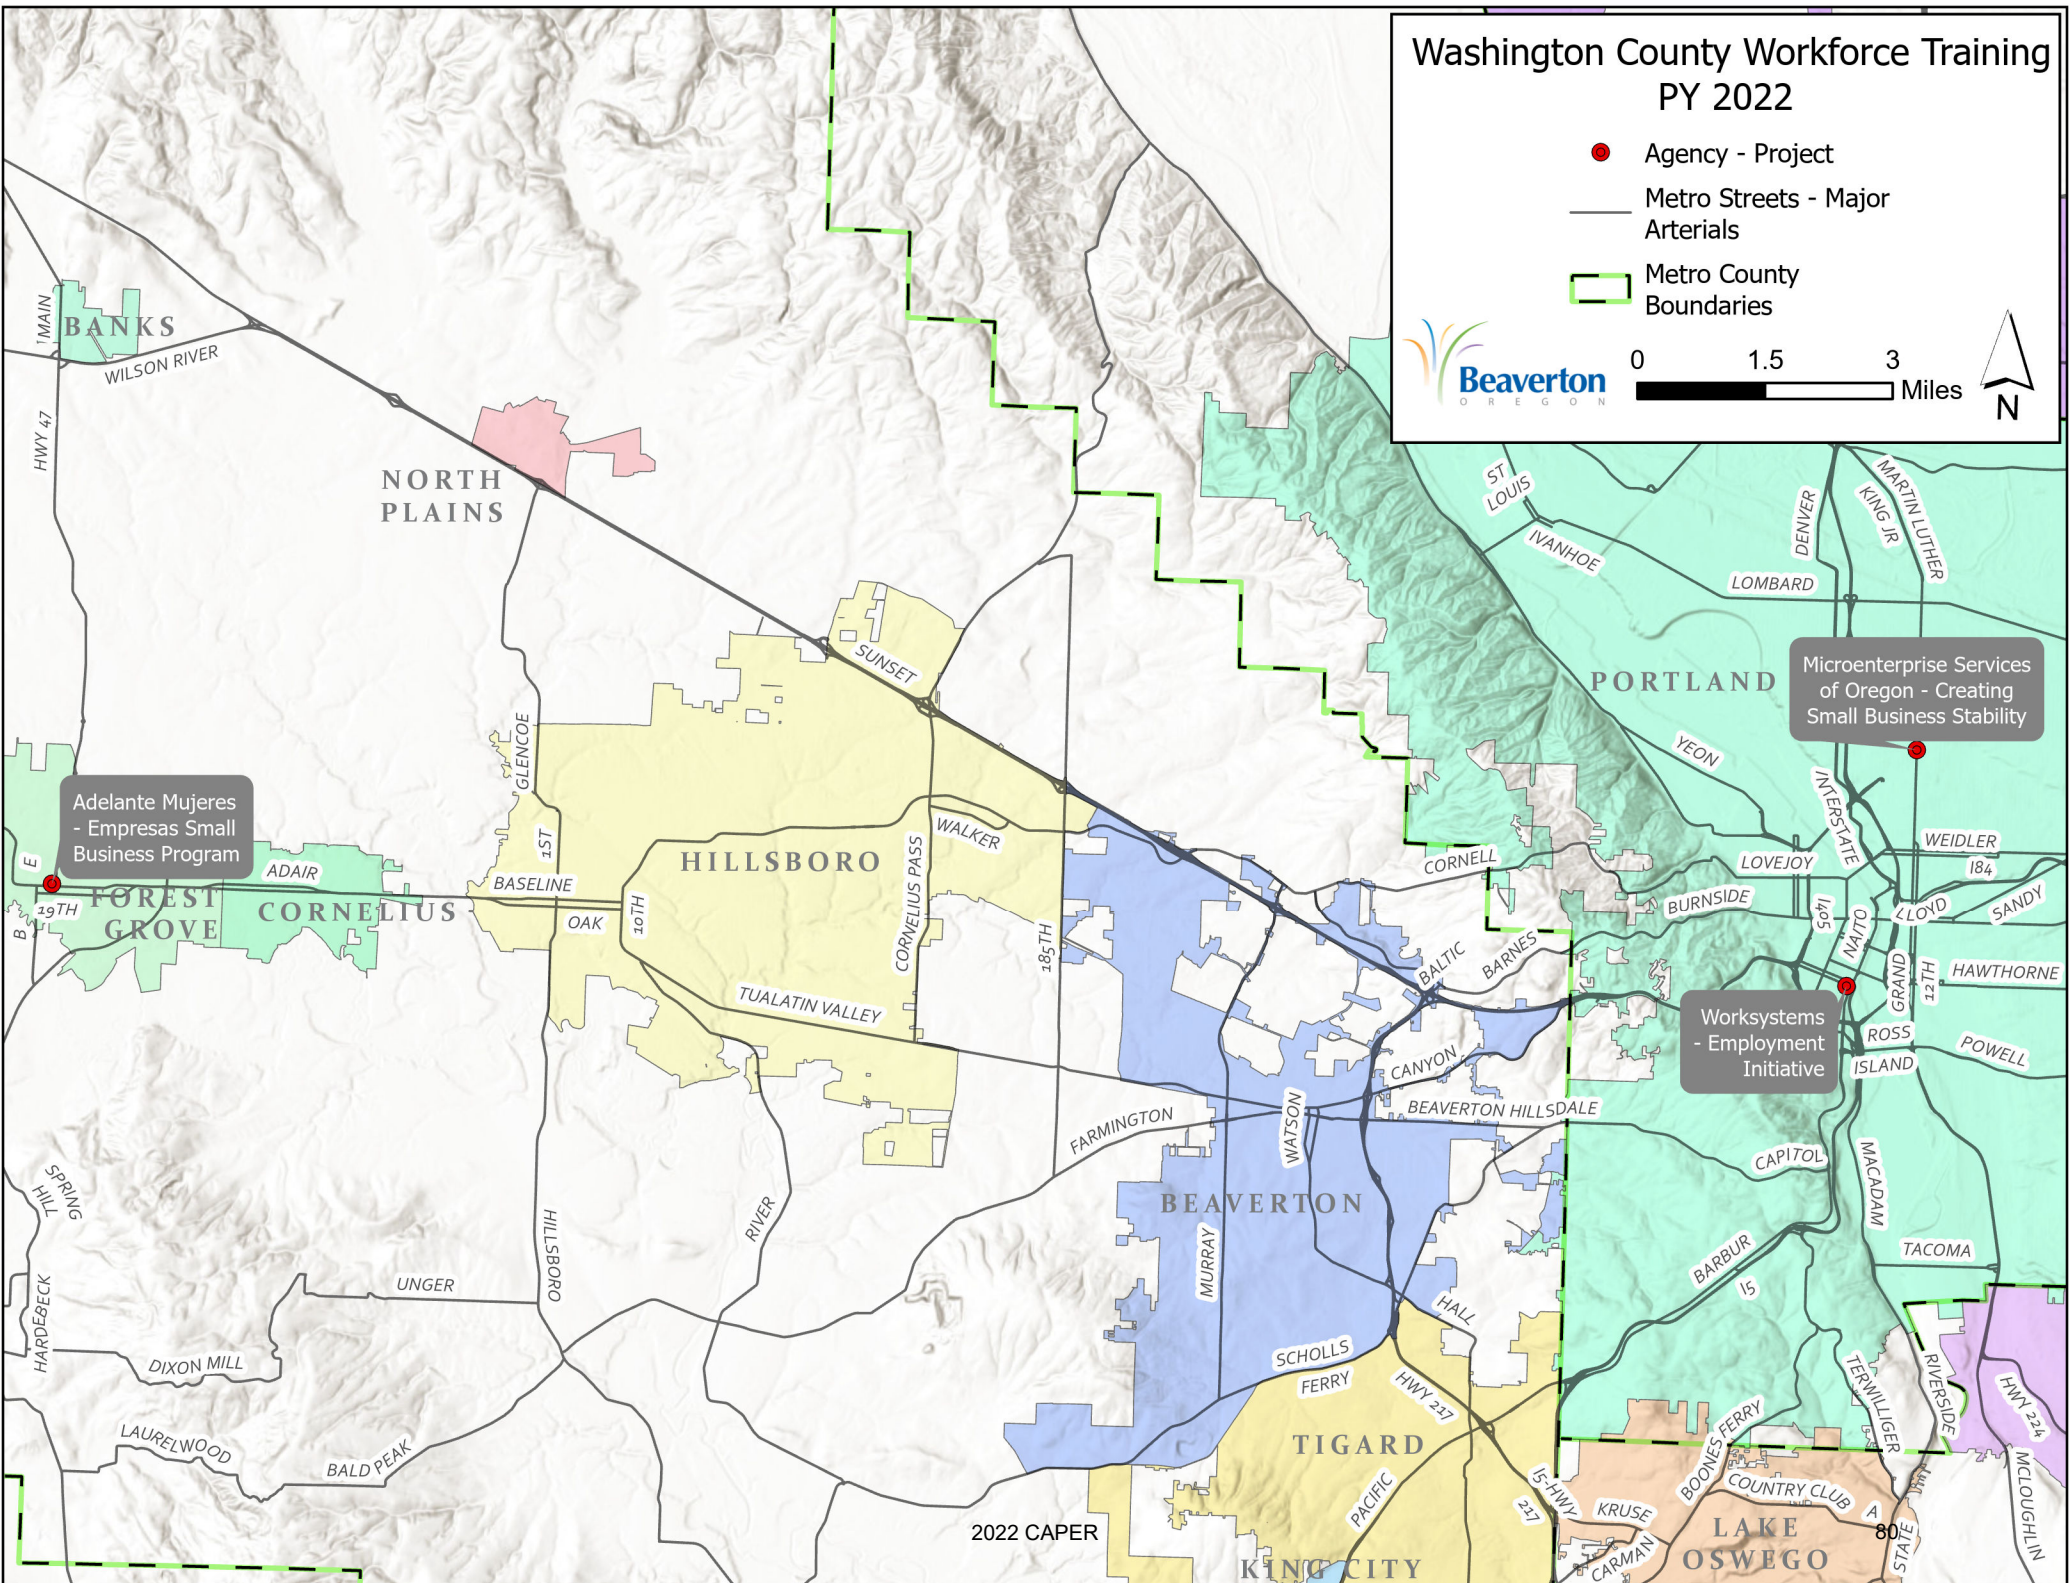 Washington County Workforce Training
PY 2022
Agency - Project
Metro Streets - Major
Arterials
Metro County
Boundaries
Beaverton
OREGON
0 1.5 3
Miles
N
MAIN
BANKS
WILSON RIVER
HWY 47
NORTH
PLAINS
ST
LOUIS
IVANHOE
DENVER
MARTIN LUTHER
KING JR
LOMBARD
PORTLAND
Microenterprise Services
of Oregon - Creating
Small Business Stability
SUNSET
GLENCOE
YEON
INTERSTATE
Adelante Mujeres
- Empresas Small
Business Program
E
19TH
B
FOREST
GROVE
ADAIR
CORNELIUS
1ST
BASELINE
OAK
10TH
HILLSBORO
WALKER
CORNELIUS PASS
185TH
TUALATIN VALLEY
CORNELL
LOVEJOY
WEIDLER
I84
SANDY
BURNSIDE
I405
NAITO
LLOYD
GRAND
12TH
HAWTHORNE
BALTIC
BARNES
Worksystems
- Employment
Initiative
ROSS
ISLAND
POWELL
CANYON
BEAVERTON HILLSDALE
FARMINGTON
WATSON
CAPITOL
MACADAM
SPRING
HILL
HILLSBORO
RIVER
BEAVERTON
MURRAY
BARBUR
I5
TACOMA
HARDEBECK
UNGER
DIXON MILL
HALL
SCHOLLS
FERRY
HWY 217
TERWILLIGER
RIVERSIDE
HWY 224
LAURELWOOD
BALD PEAK
TIGARD
PACIFIC
I5-HWY
217
BOONES FERRY
COUNTRY CLUB
A
KRUSE
CARMAN
LAKE
OSWEGO
STATE
MCLOUGHLIN
KING CITY
2022 CAPER
80